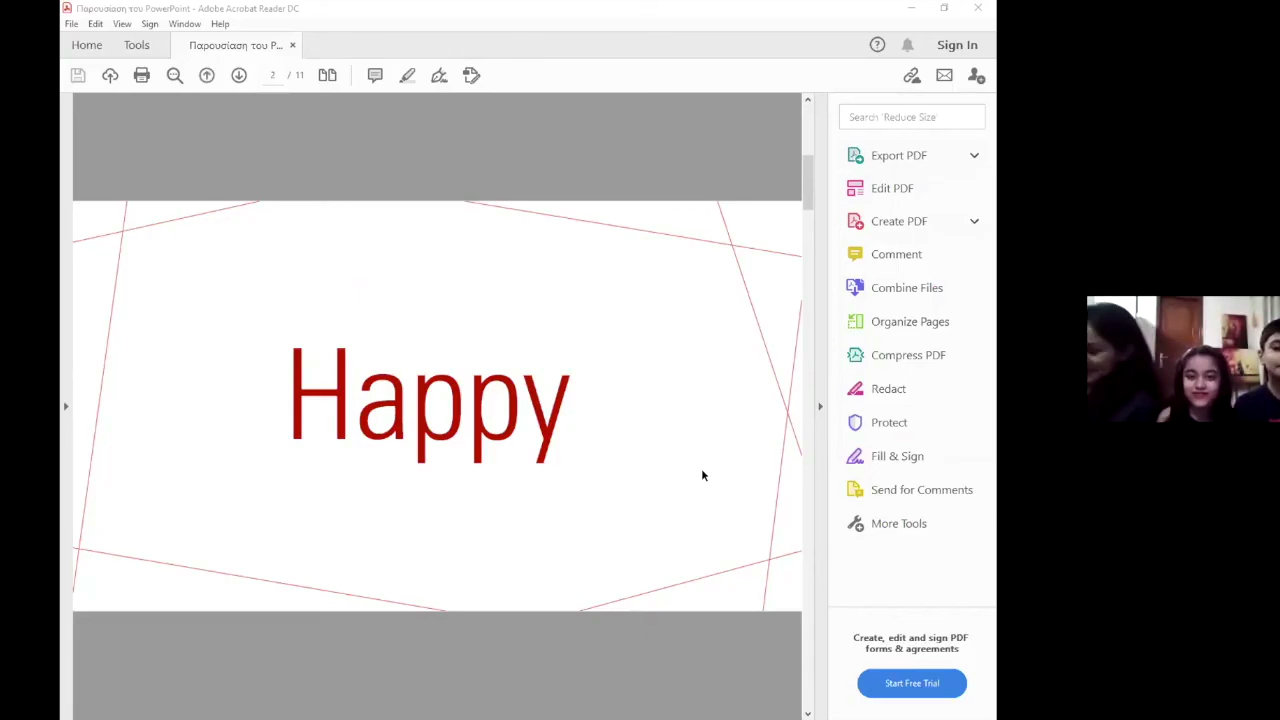 Παρουσίαση του PowerPoint - Adobe Acrobat Reader DC
File Edit View Sign Window Help
Home Tools Παρουσίαση του P... × Sign In
2 / 11
Search 'Reduce Size'
Export PDF
Edit PDF
Create PDF
Comment
Combine Files
Organize Pages
Compress PDF
Redact
Protect
Fill & Sign
Send for Comments
More Tools
Happy
Create, edit and sign PDF
forms & agreements
Start Free Trial